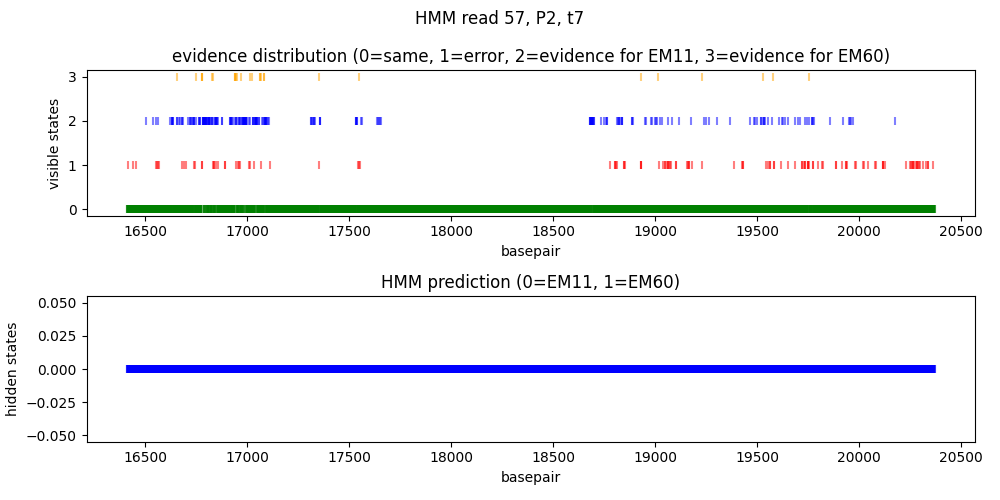 HMM read 57, P2, t7
evidence distribution (0=same, 1=error, 2=evidence for EM11, 3=evidence for EM60)
3
2
1
0
visible states
16500 17000 17500 18000 18500 19000 19500 20000 20500
basepair
HMM prediction (0=EM11, 1=EM60)
0.050
0.025
0.000
−0.025
−0.050
hidden states
16500 17000 17500 18000 18500 19000 19500 20000 20500
basepair